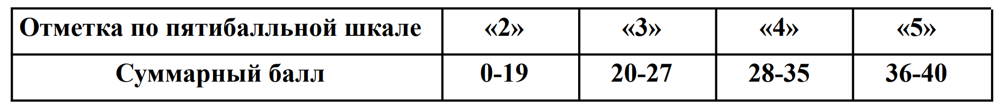 Отметка по пятибалльной шкале «2» «3» «4» «5»
Суммарный балл 0-19 20-27 28-35 36-40